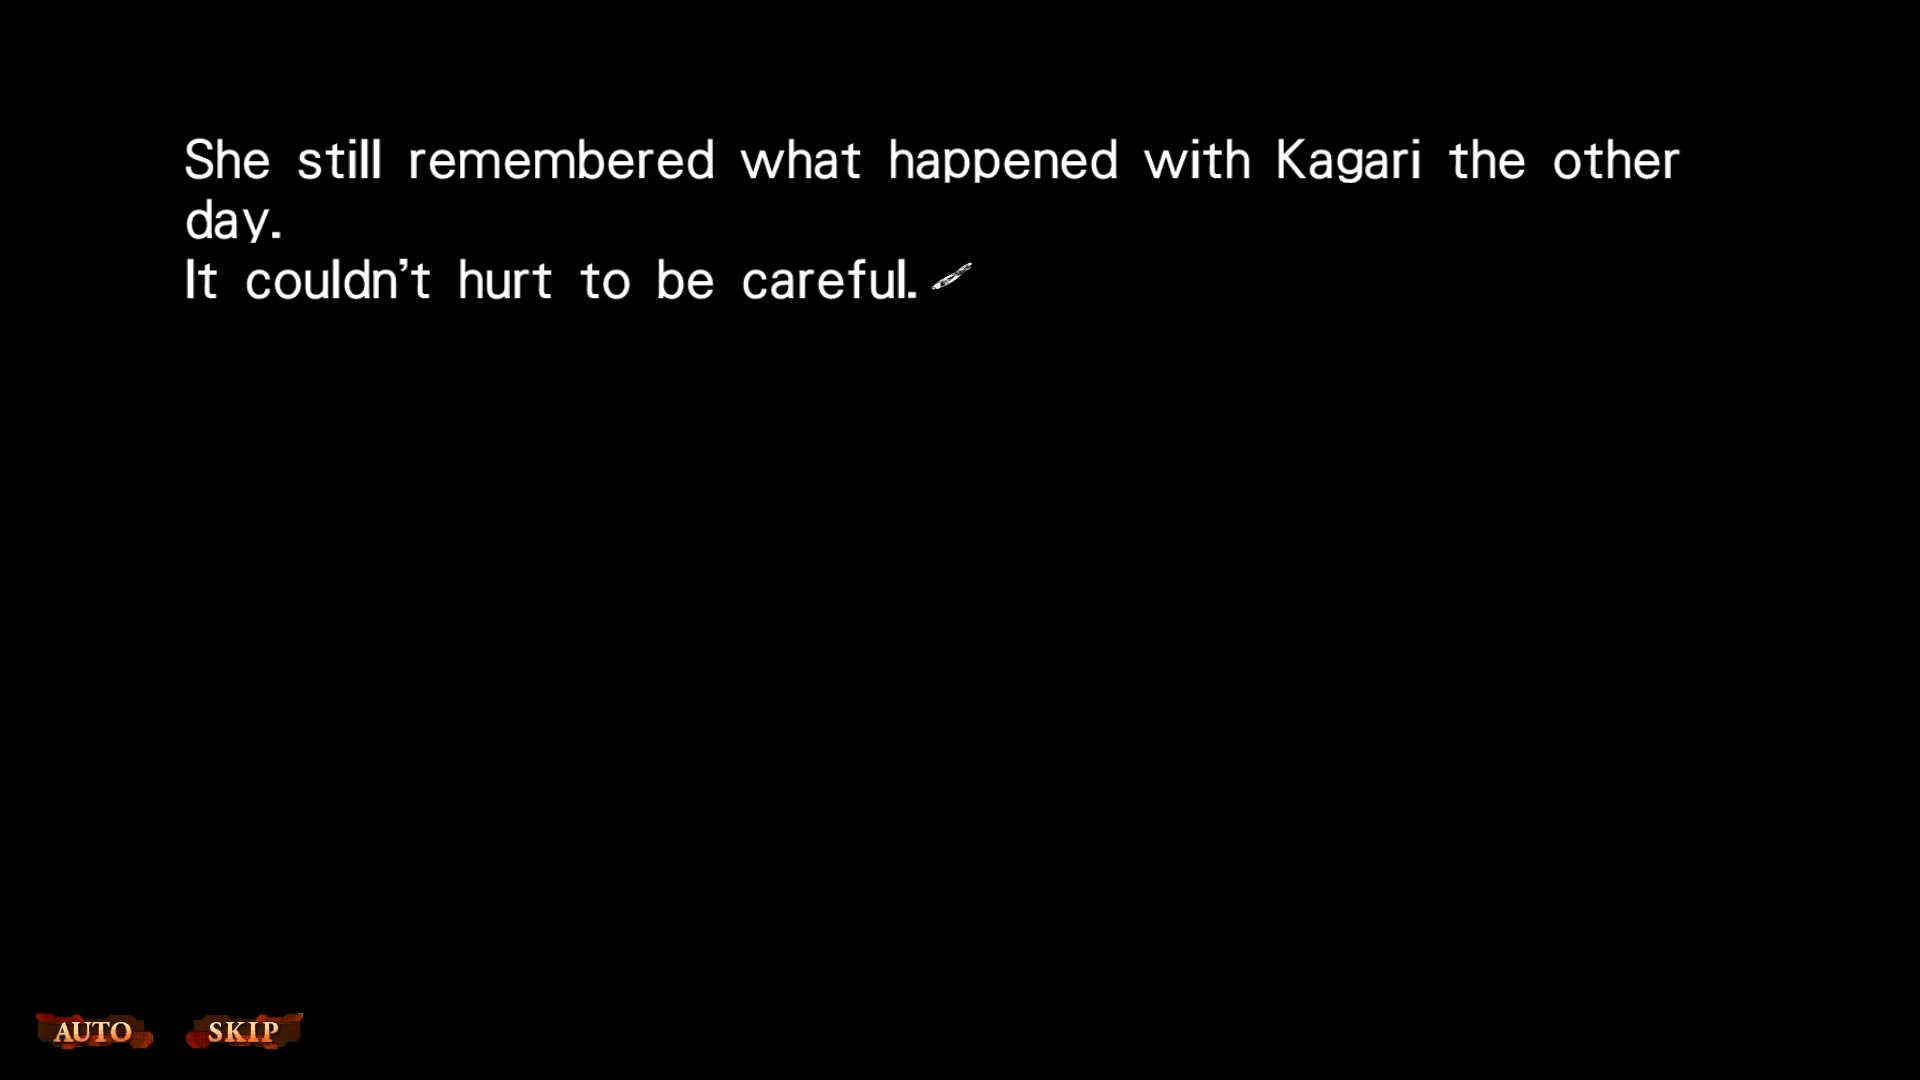 She still remembered what happened with Kagari the other
day.
It couldn’t hurt to be careful.
AUTO
SKIP